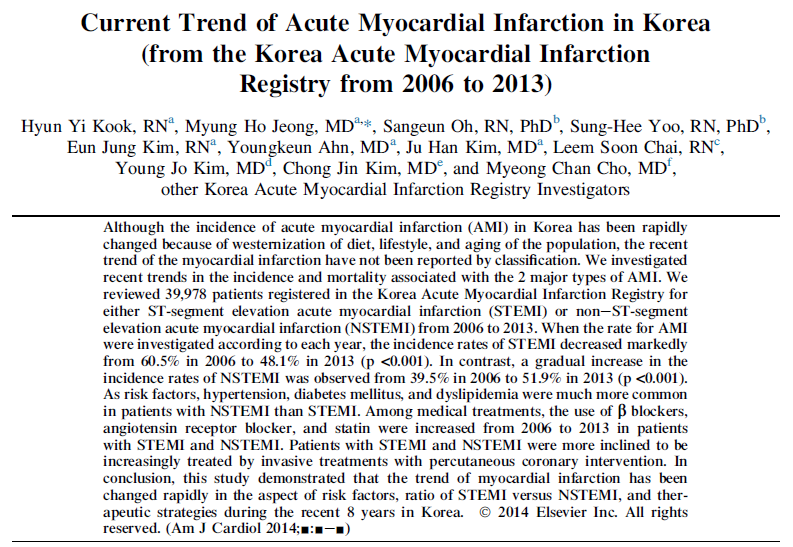 Current Trend of Acute Myocardial Infarction in Korea
(from the Korea Acute Myocardial Infarction
Registry from 2006 to 2013)
Hyun Yi Kook, RNa, Myung Ho Jeong, MDa,*, Sangeun Oh, RN, PhDb, Sung-Hee Yoo, RN, PhDb,
Eun Jung Kim, RNa, Youngkeun Ahn, MDa, Ju Han Kim, MDa, Leem Soon Chai, RNc,
Young Jo Kim, MDd, Chong Jin Kim, MDe, and Myeong Chan Cho, MDf,
other Korea Acute Myocardial Infarction Registry Investigators
Although the incidence of acute myocardial infarction (AMI) in Korea has been rapidly
changed because of westernization of diet, lifestyle, and aging of the population, the recent
trend of the myocardial infarction have not been reported by classification. We investigated
recent trends in the incidence and mortality associated with the 2 major types of AMI. We
reviewed 39,978 patients registered in the Korea Acute Myocardial Infarction Registry for
either ST-segment elevation acute myocardial infarction (STEMI) or non−ST-segment
elevation acute myocardial infarction (NSTEMI) from 2006 to 2013. When the rate for AMI
were investigated according to each year, the incidence rates of STEMI decreased markedly
from 60.5% in 2006 to 48.1% in 2013 (p <0.001). In contrast, a gradual increase in the
incidence rates of NSTEMI was observed from 39.5% in 2006 to 51.9% in 2013 (p <0.001).
As risk factors, hypertension, diabetes mellitus, and dyslipidemia were much more common
in patients with NSTEMI than STEMI. Among medical treatments, the use of β blockers,
angiotensin receptor blocker, and statin were increased from 2006 to 2013 in patients
with STEMI and NSTEMI. Patients with STEMI and NSTEMI were more inclined to be
increasingly treated by invasive treatments with percutaneous coronary intervention. In
conclusion, this study demonstrated that the trend of myocardial infarction has been
changed rapidly in the aspect of risk factors, ratio of STEMI versus NSTEMI, and ther-
apeutic strategies during the recent 8 years in Korea. © 2014 Elsevier Inc. All rights
reserved. (Am J Cardiol 2014;■:■−■)